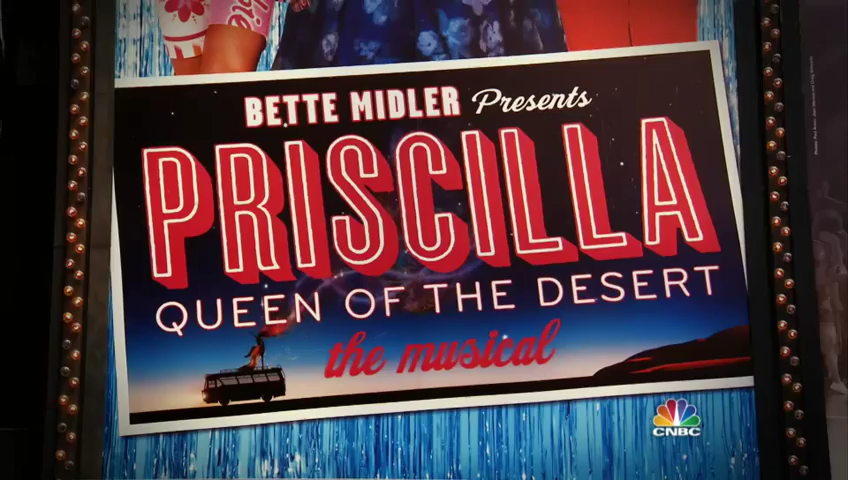 BETTE MIDLER Presents
PRISCILLA
QUEEN OF THE DESERT
the musical
CNBC